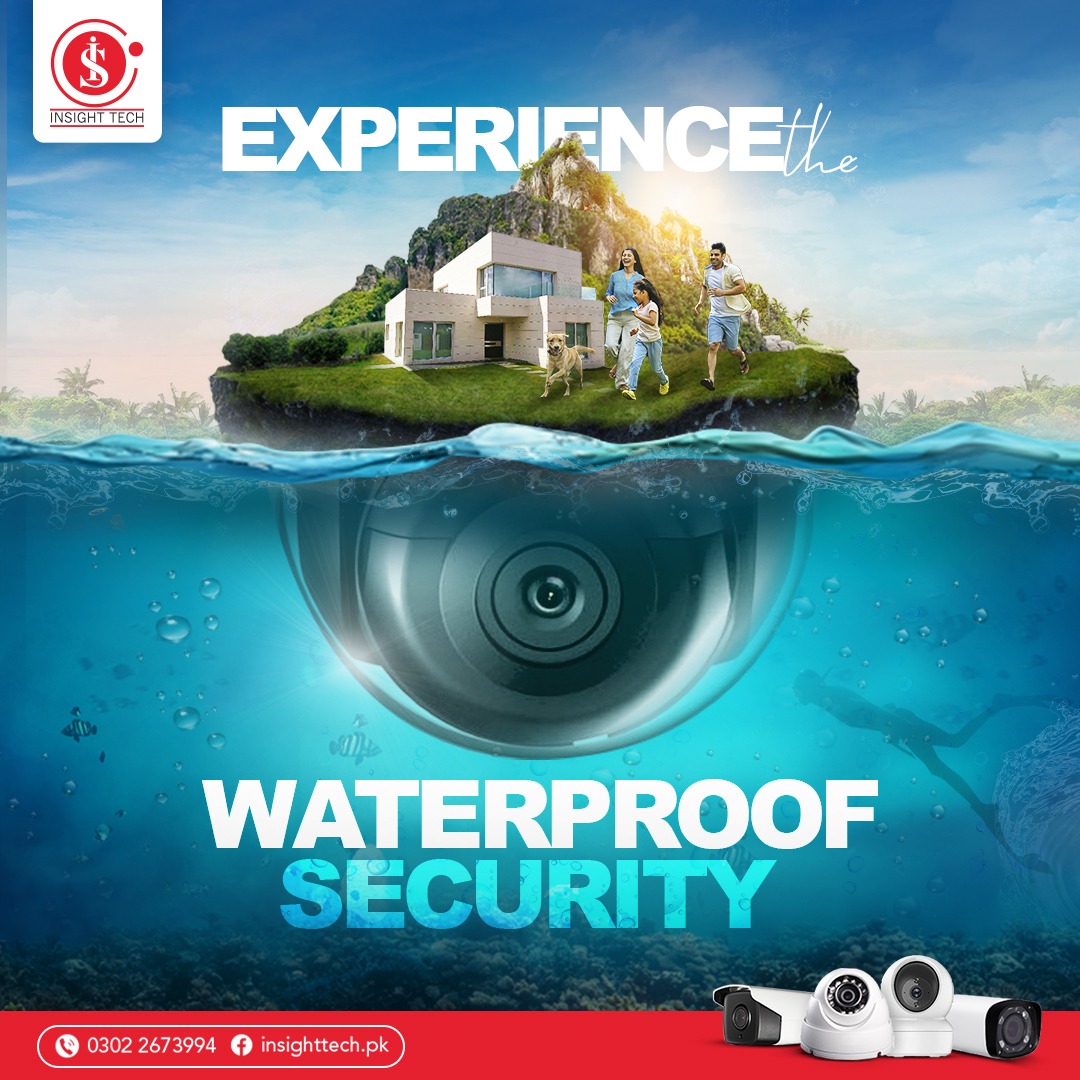 INSIGHT TECH
EXPERIENCE the
WATERPROOF
SECURITY
0302 2673994 insighttech.pk